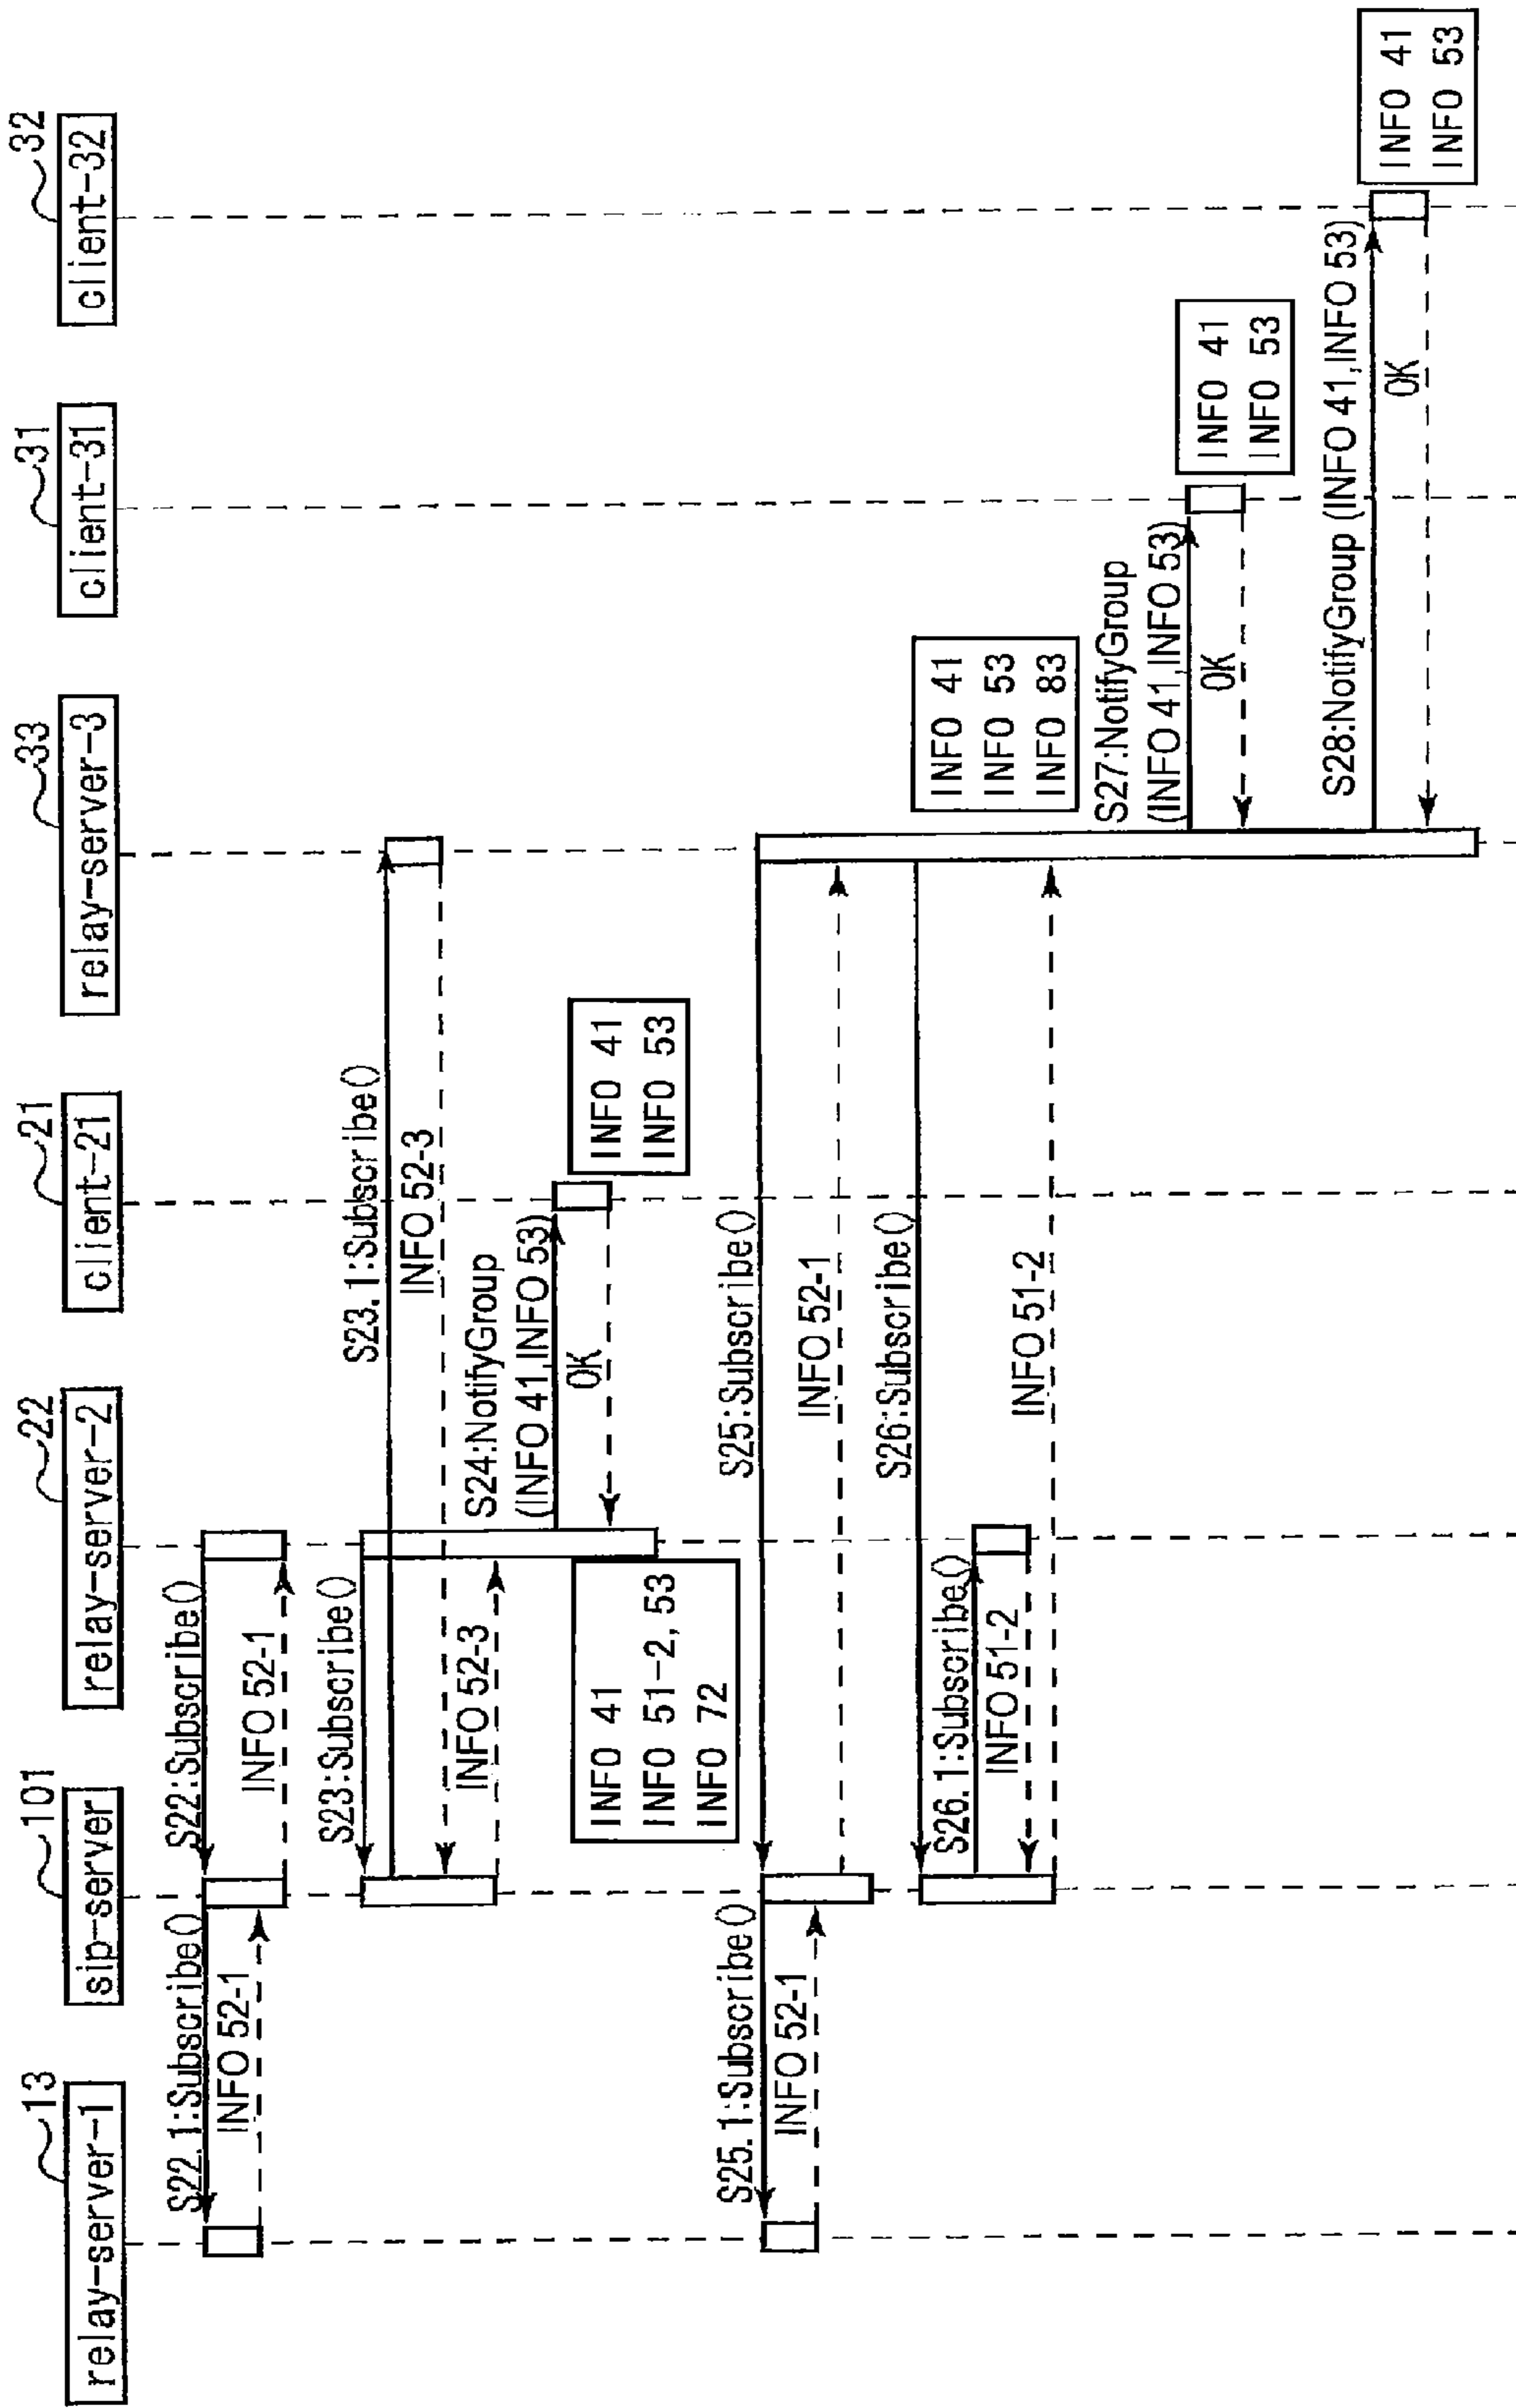 13
relay-server-1
101
sip-server
22
relay-server-2
21
client-21
33
relay-server-3
31
client-31
32
client-32
S22.1:Subscribe()
INFO 52-1
S22:Subscribe()
INFO 52-1
S23:Subscribe()
S23.1:Subscribe()
INFO 52-3
INFO 52-3
S24:NotifyGroup
(INFO 41,INFO 53)
OK
INFO 41
INFO 53
INFO 41
INFO 51-2, 53
INFO 72
S25:Subscribe()
S25.1:Subscribe()
INFO 52-1
INFO 52-1
S26:Subscribe()
S26.1:Subscribe()
INFO 51-2
INFO 51-2
INFO 41
INFO 53
INFO 83
S27:NotifyGroup
(INFO 41,INFO 53)
OK
INFO 41
INFO 53
S28:NotifyGroup (INFO 41,INFO 53)
OK
INFO 41
INFO 53